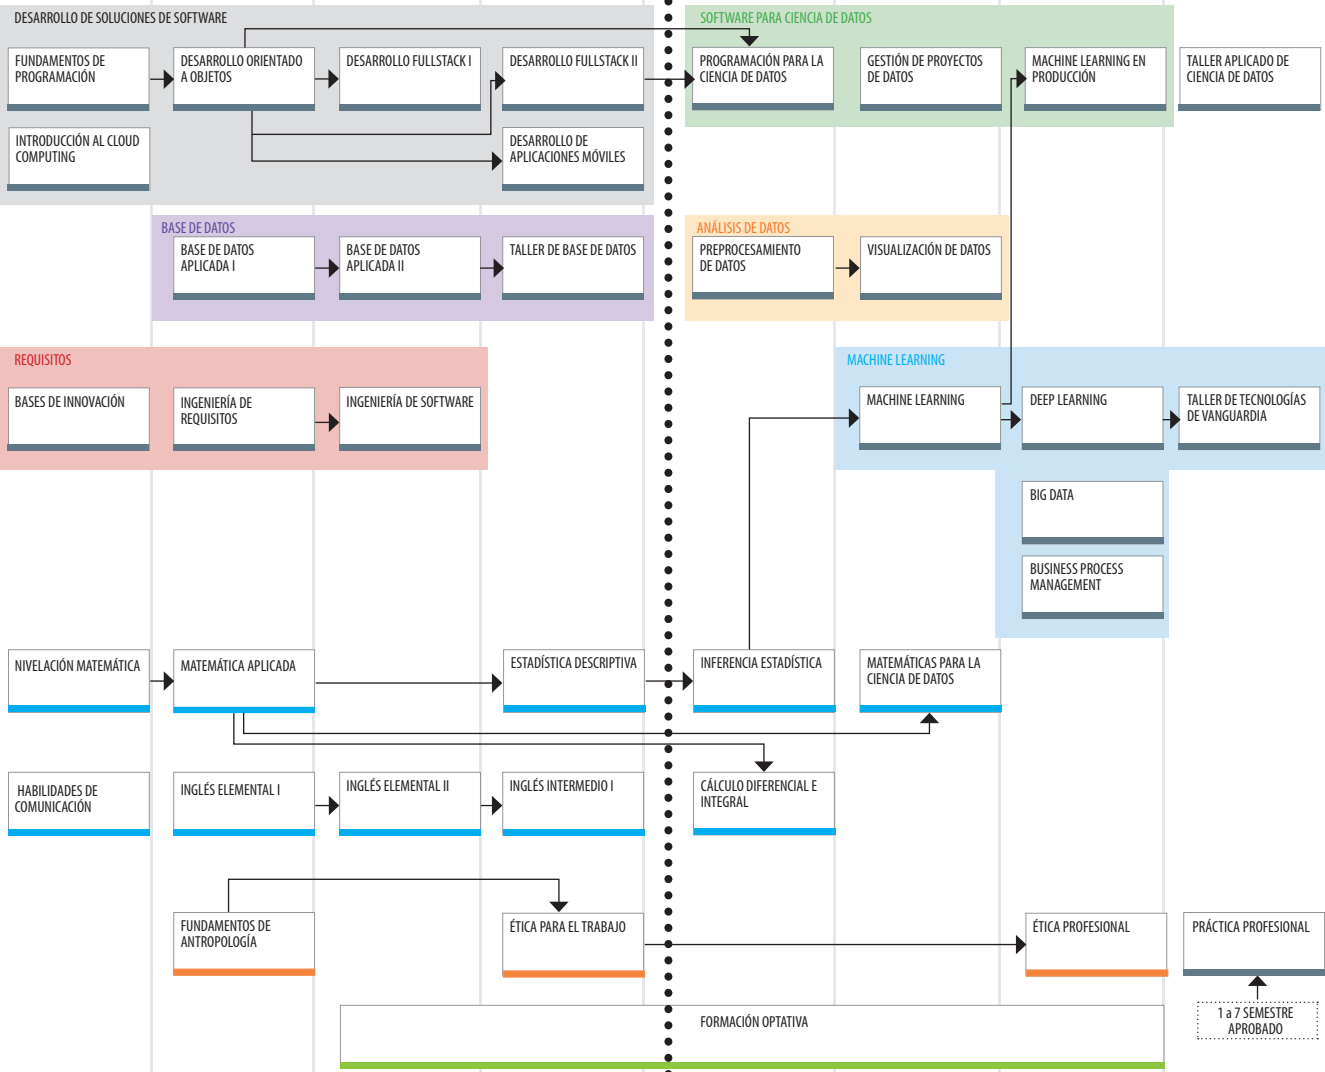 DESARROLLO DE SOLUCIONES DE SOFTWARE
FUNDAMENTOS DE
PROGRAMACIÓN
DESARROLLO ORIENTADO
A OBJETOS
DESARROLLO FULLSTACK I
DESARROLLO FULLSTACK II
INTRODUCCIÓN AL CLOUD
COMPUTING
DESARROLLO DE
APLICACIONES MÓVILES
SOFTWARE PARA CIENCIA DE DATOS
PROGRAMACIÓN PARA LA
CIENCIA DE DATOS
GESTIÓN DE PROYECTOS
DE DATOS
MACHINE LEARNING EN
PRODUCCIÓN
TALLER APLICADO DE
CIENCIA DE DATOS
BASE DE DATOS
BASE DE DATOS
APLICADA I
BASE DE DATOS
APLICADA II
TALLER DE BASE DE DATOS
ANÁLISIS DE DATOS
PREPROCESAMIENTO
DE DATOS
VISUALIZACIÓN DE DATOS
REQUISITOS
BASES DE INNOVACIÓN
INGENIERÍA DE
REQUISITOS
INGENIERÍA DE SOFTWARE
MACHINE LEARNING
MACHINE LEARNING
DEEP LEARNING
TALLER DE TECNOLOGÍAS
DE VANGUARDIA
BIG DATA
BUSINESS PROCESS
MANAGEMENT
NIVELACIÓN MATEMÁTICA
MATEMÁTICA APLICADA
ESTADÍSTICA DESCRIPTIVA
INFERENCIA ESTADÍSTICA
MATEMÁTICAS PARA LA
CIENCIA DE DATOS
HABILIDADES DE
COMUNICACIÓN
INGLÉS ELEMENTAL I
INGLÉS ELEMENTAL II
INGLÉS INTERMEDIO I
CÁLCULO DIFERENCIAL E
INTEGRAL
FUNDAMENTOS DE
ANTROPOLOGÍA
ÉTICA PARA EL TRABAJO
ÉTICA PROFESIONAL
PRÁCTICA PROFESIONAL
1 a 7 SEMESTRE
APROBADO
FORMACIÓN OPTATIVA